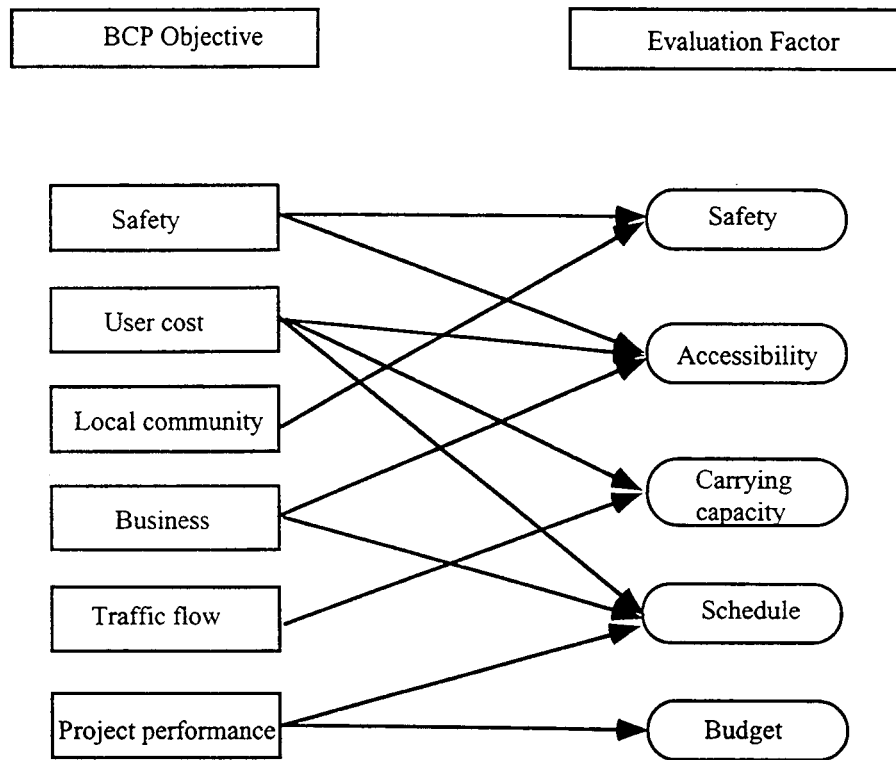 BCP Objective
Evaluation Factor
Safety
Safety
User cost
Accessibility
Local community
Carrying
capacity
Business
Traffic flow
Schedule
Project performance
Budget